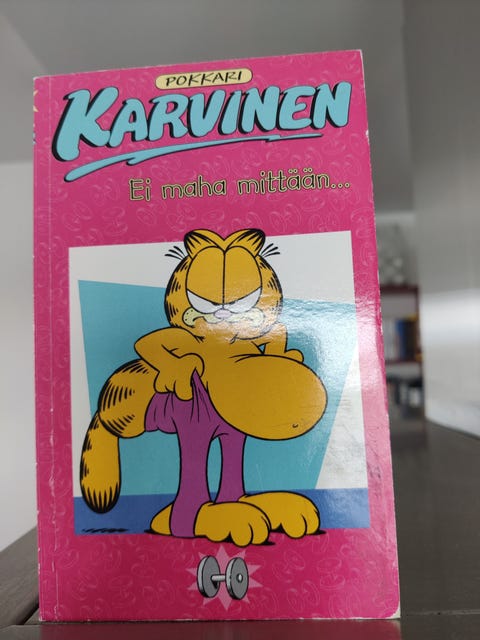 POKKARI
KARVINEN
Ei maha mittään...